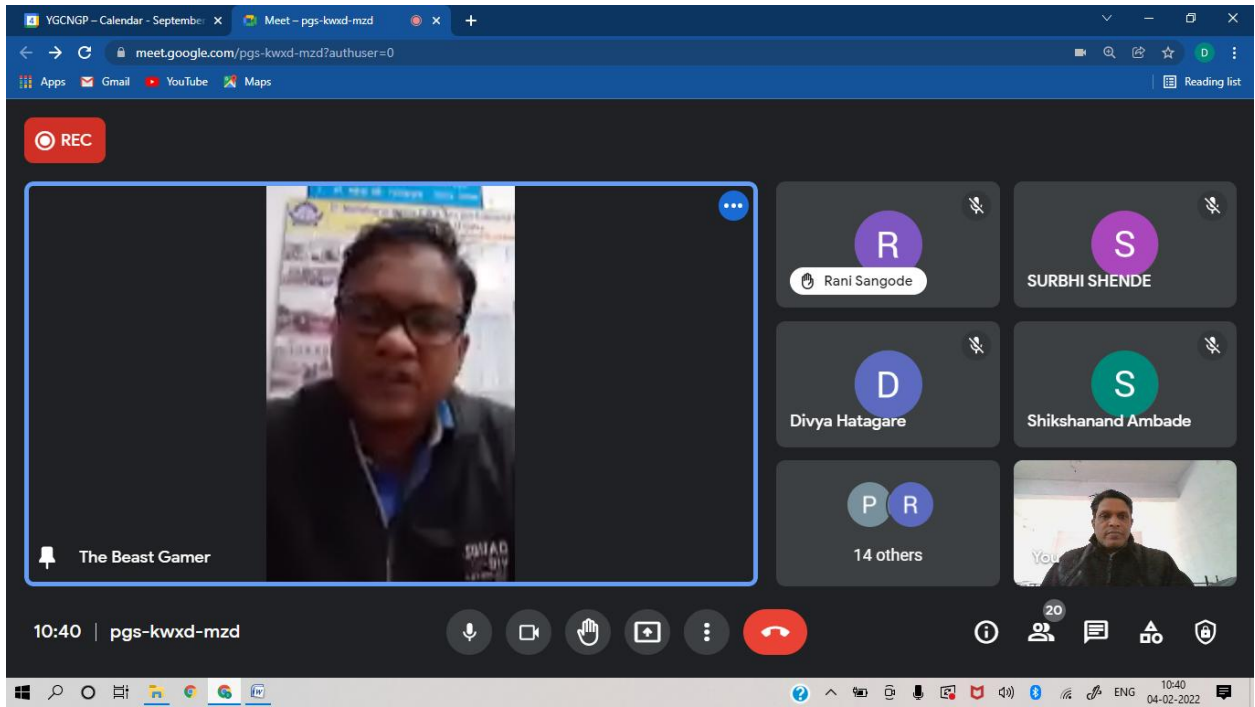 YGCNGP – Calendar - September
Meet – pgs-kwxd-mzd
meet.google.com/pgs-kwxd-mzd?authuser=0
D
Apps Gmail YouTube Maps
Reading list
REC
R
Rani Sangode
S
SURBHI SHENDE
D
Divya Hatagare
S
Shikshanand Ambade
P R
14 others
You
The Beast Gamer
SQUAD
10:40 | pgs-kwxd-mzd
20
ENG
10:40
04-02-2022